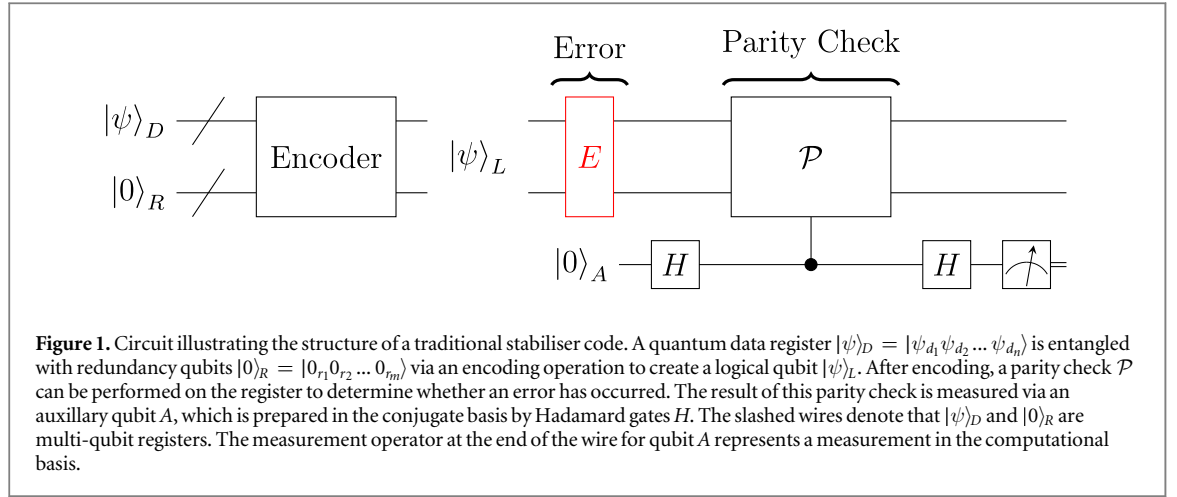 Error
Parity Check
|ψ⟩_D
Encoder
|ψ⟩_L
E
𝒫
|0⟩_R
|0⟩_A
H
H
Figure 1. Circuit illustrating the structure of a traditional stabiliser code. A quantum data register |ψ⟩_D = |ψ_{d_1}ψ_{d_2}… ψ_{d_n}⟩ is entangled
with redundancy qubits |0⟩_R = |0_{r_1}0_{r_2} … 0_{r_m}⟩ via an encoding operation to create a logical qubit |ψ⟩_L. After encoding, a parity check 𝒫
can be performed on the register to determine whether an error has occurred. The result of this parity check is measured via an
auxillary qubit A, which is prepared in the conjugate basis by Hadamard gates H. The slashed wires denote that |ψ⟩_D and |0⟩_R are
multi-qubit registers. The measurement operator at the end of the wire for qubit A represents a measurement in the computational
basis.